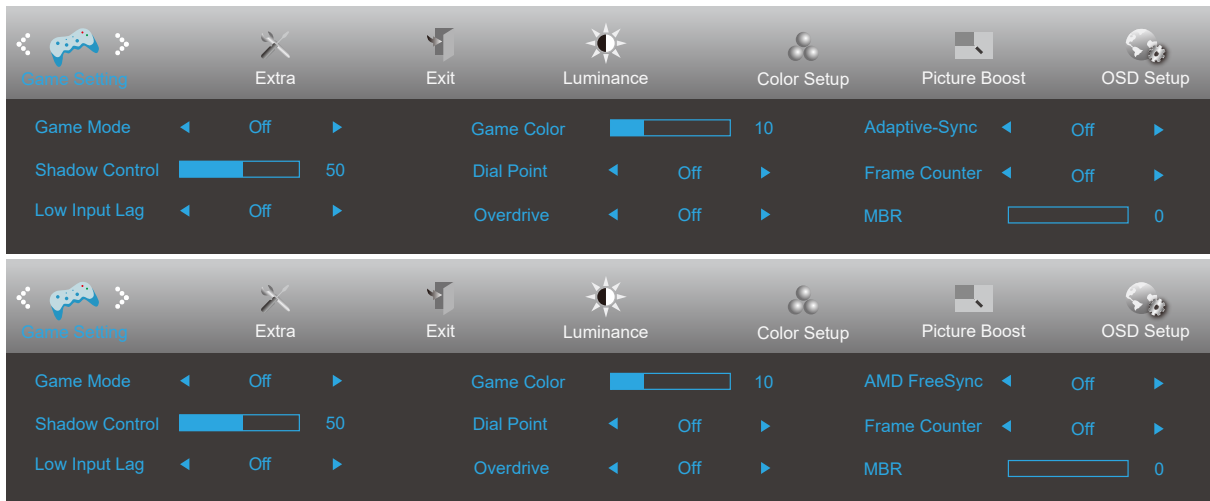 Game Setting Extra Exit Luminance Color Setup Picture Boost OSD Setup
Game Mode Off Game Color 10 Adaptive-Sync Off
Shadow Control 50 Dial Point Off Frame Counter Off
Low Input Lag Off Overdrive Off MBR 0
Game Setting Extra Exit Luminance Color Setup Picture Boost OSD Setup
Game Mode Off Game Color 10 AMD FreeSync Off
Shadow Control 50 Dial Point Off Frame Counter Off
Low Input Lag Off Overdrive Off MBR 0